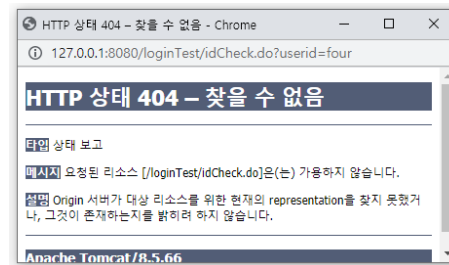 HTTP 상태 404 – 찾을 수 없음 - Chrome
127.0.0.1:8080/loginTest/idCheck.do?userid=four
HTTP 상태 404 – 찾을 수 없음
타입 상태 보고
메시지 요청된 리소스 [/loginTest/idCheck.do]은(는) 가용하지 않습니다.
설명 Origin 서버가 대상 리소스를 위한 현재의 representation을 찾지 못했거
나, 그것이 존재하는지를 밝히려 하지 않습니다.
Apache Tomcat/8.5.66